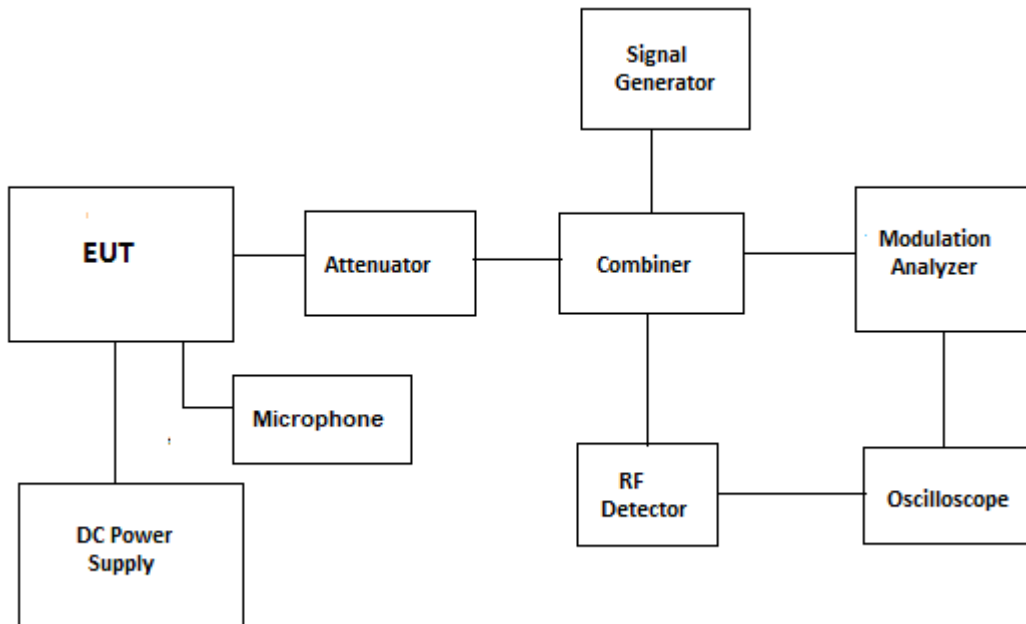 Signal
Generator
EUT
Attenuator
Combiner
Modulation
Analyzer
Microphone
RF
Detector
Oscilloscope
DC Power
Supply